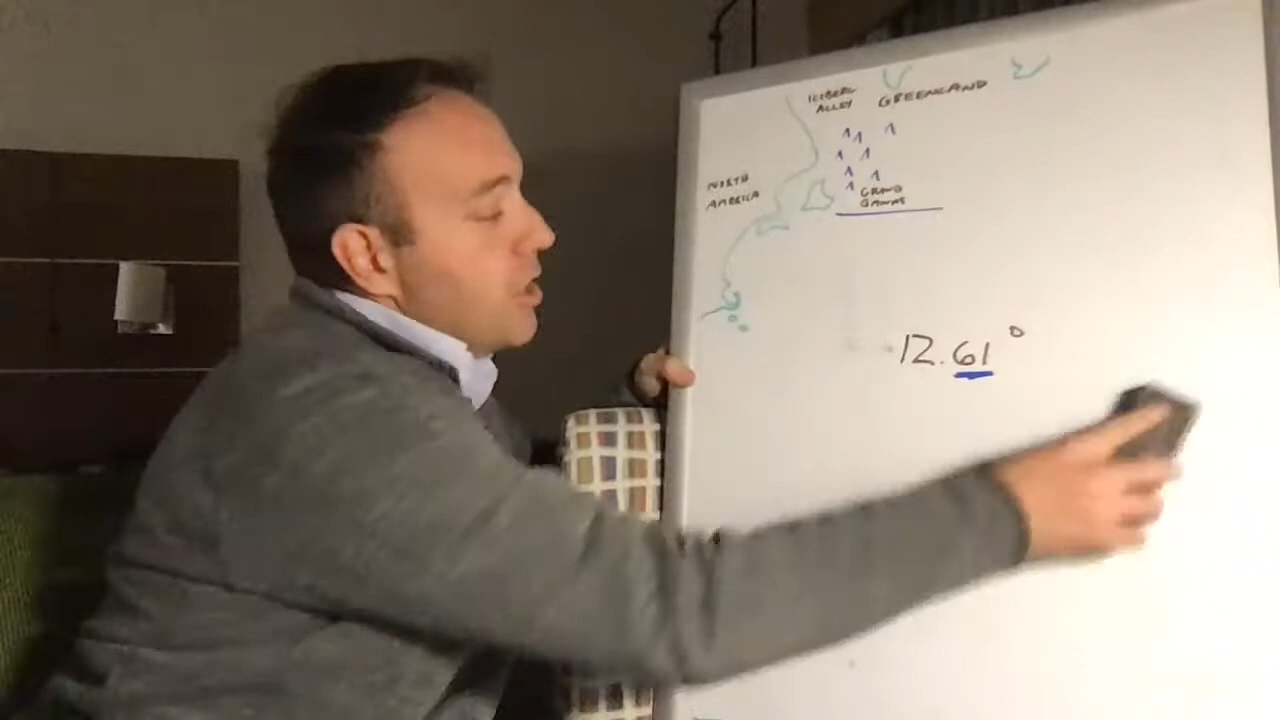 ICEBERG
ALLEY
GREENLAND
NORTH
AMERICA
GRAND
BANKS
12.61°